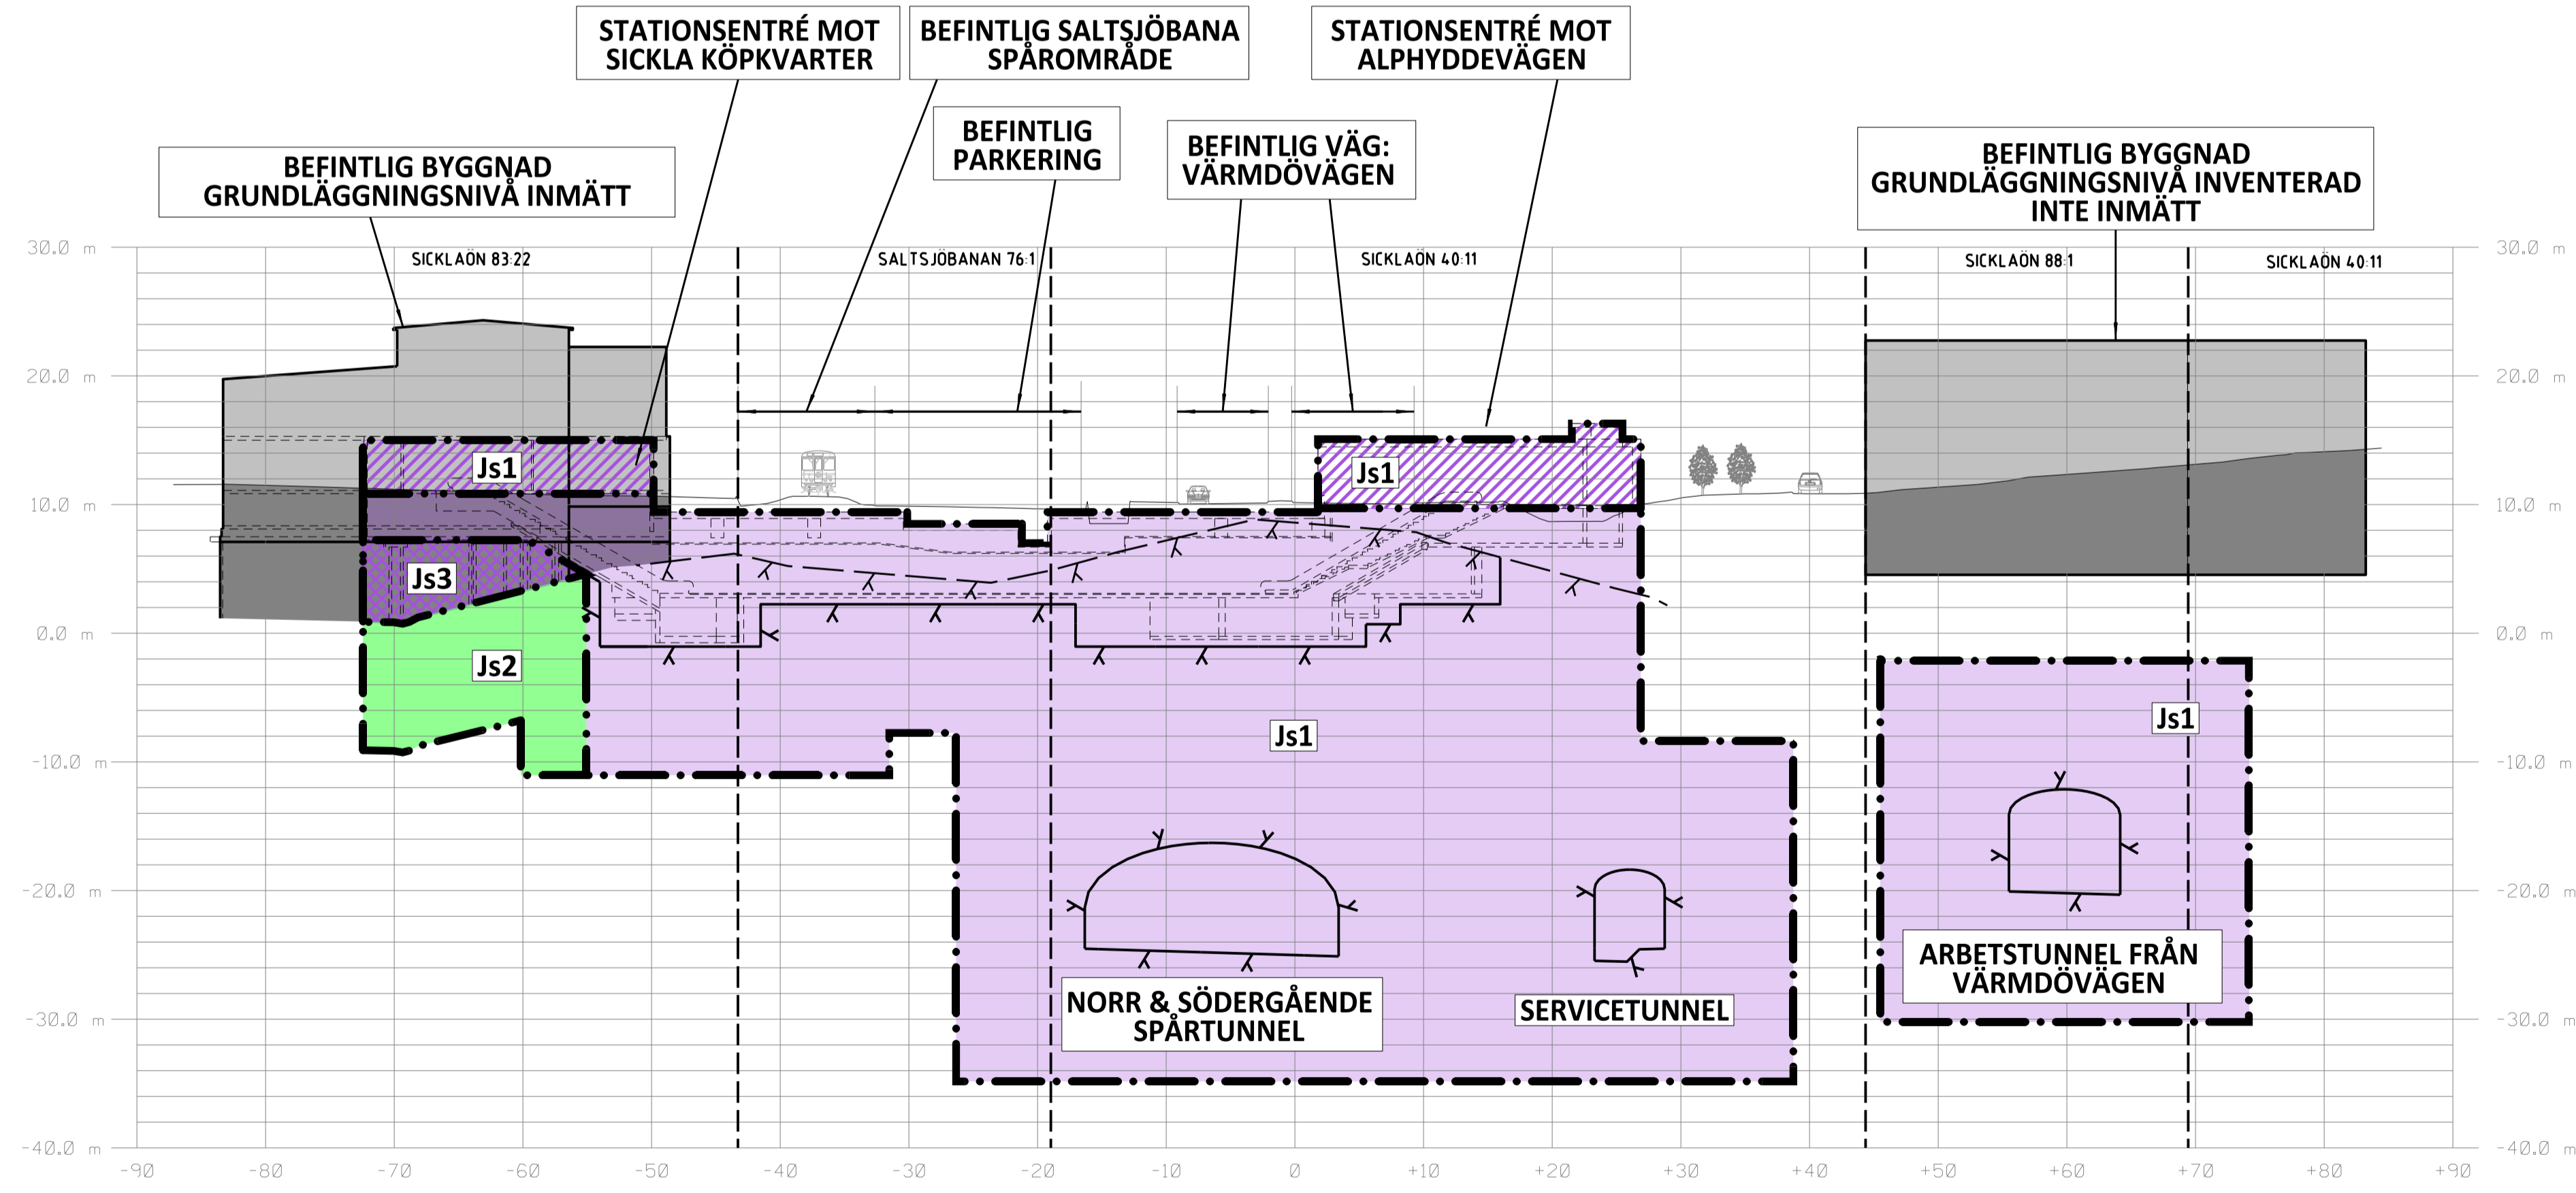 STATIONSENTRÉ MOT
SICKLA KÖPKVARTER
BEFINTLIG SALTSJÖBANA
SPÅROMRÅDE
STATIONSENTRÉ MOT
ALPHYDDEVÄGEN
BEFINTLIG
PARKERING
BEFINTLIG VÄG:
VÄRMDÖVÄGEN
BEFINTLIG BYGGNAD
GRUNDLÄGGNINGSNIVÅ INMÄTT
BEFINTLIG BYGGNAD
GRUNDLÄGGNINGSNIVÅ INVENTERAD
INTE INMÄTT
30.0 m
SICKLAÖN 83:22
SALTSJÖBANAN 76:1
SICKLAÖN 40:11
SICKLAÖN 88:1
SICKLAÖN 40:11
30.0 m
20.0 m
20.0 m
Js1
Js1
10.0 m
10.0 m
Js3
0.0 m
0.0 m
Js2
Js1
Js1
-10.0 m
-10.0 m
-20.0 m
-20.0 m
ARBETSTUNNEL FRÅN
VÄRMDÖVÄGEN
NORR & SÖDERGÅENDE
SPÅRTUNNEL
SERVICETUNNEL
-30.0 m
-30.0 m
-40.0 m
-40.0 m
-90 -80 -70 -60 -50 -40 -30 -20 -10 0 +10 +20 +30 +40 +50 +60 +70 +80 +90